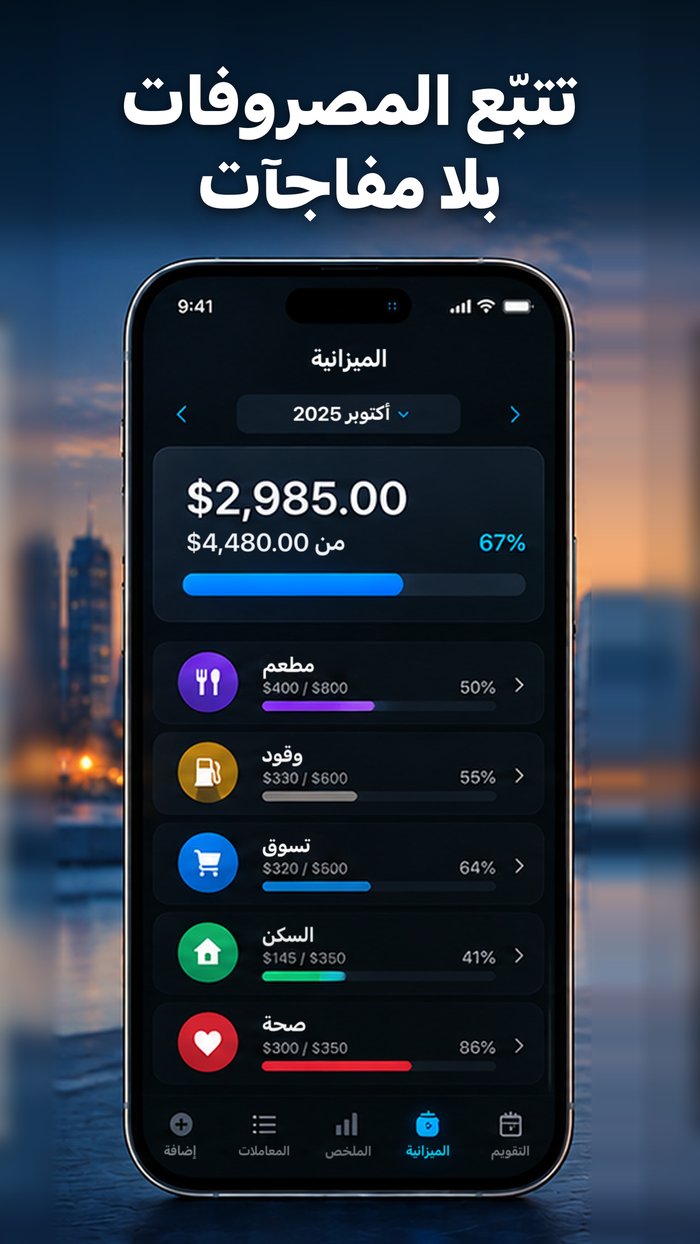 تتبّع المصروفات
بلا مفاجآت
9:41
الميزانية
أكتوبر 2025
$2,985.00
من $4,480.00
67%
مطعم
$400 / $800
50%
وقود
$330 / $600
55%
تسوق
$320 / $500
64%
السكن
$145 / $350
41%
صحة
$300 / $350
86%
التقويم
الميزانية
الملخص
المعاملات
إضافة